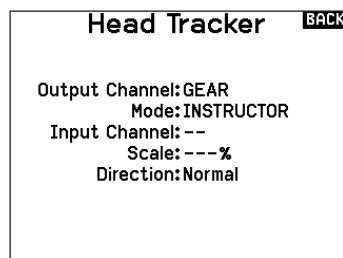 Head Tracker
BACK
Output Channel:GEAR
Mode:INSTRUCTOR
Input Channel:--
Scale:---%
Direction:Normal